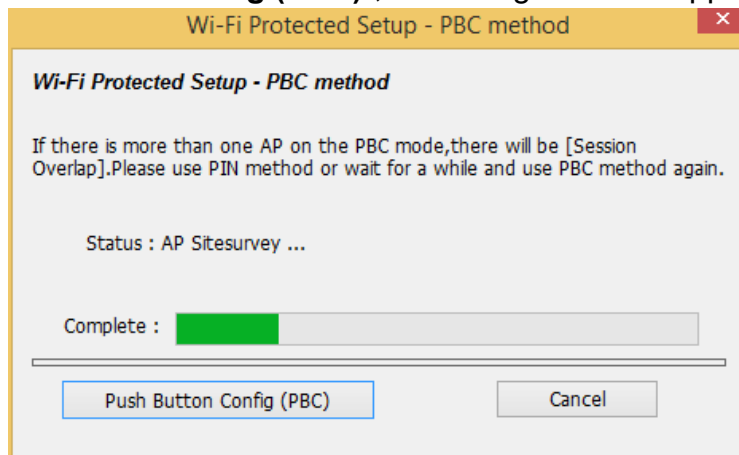 g (
Wi-Fi Protected Setup - PBC method
Wi-Fi Protected Setup - PBC method
If there is more than one AP on the PBC mode,there will be [Session
Overlap].Please use PIN method or wait for a while and use PBC method again.
Status : AP Sitesurvey ...
Complete :
Push Button Config (PBC)
Cancel